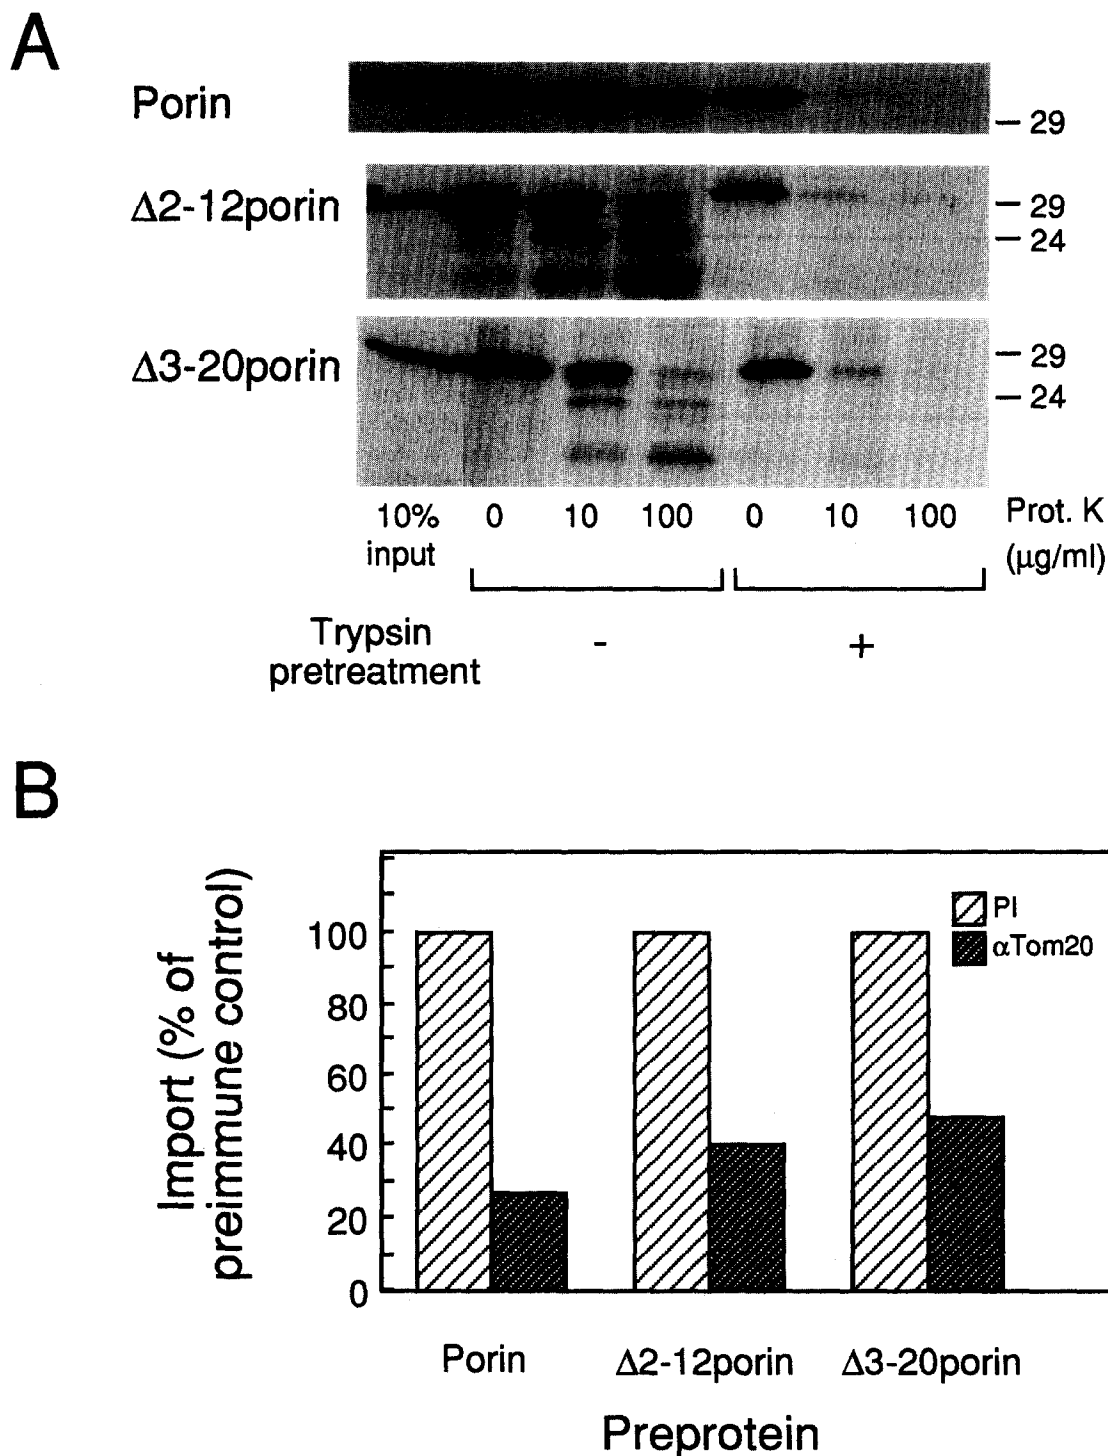 A
Porin
– 29
Δ2-12porin
– 29
– 24
Δ3-20porin
– 29
– 24
10% input
0 10 100 0 10 100
Prot. K (μg/ml)
Trypsin pretreatment
- +
B
Import (% of preimmune control)
100
80
60
40
20
0
PI
αTom20
Porin Δ2-12porin Δ3-20porin
Preprotein